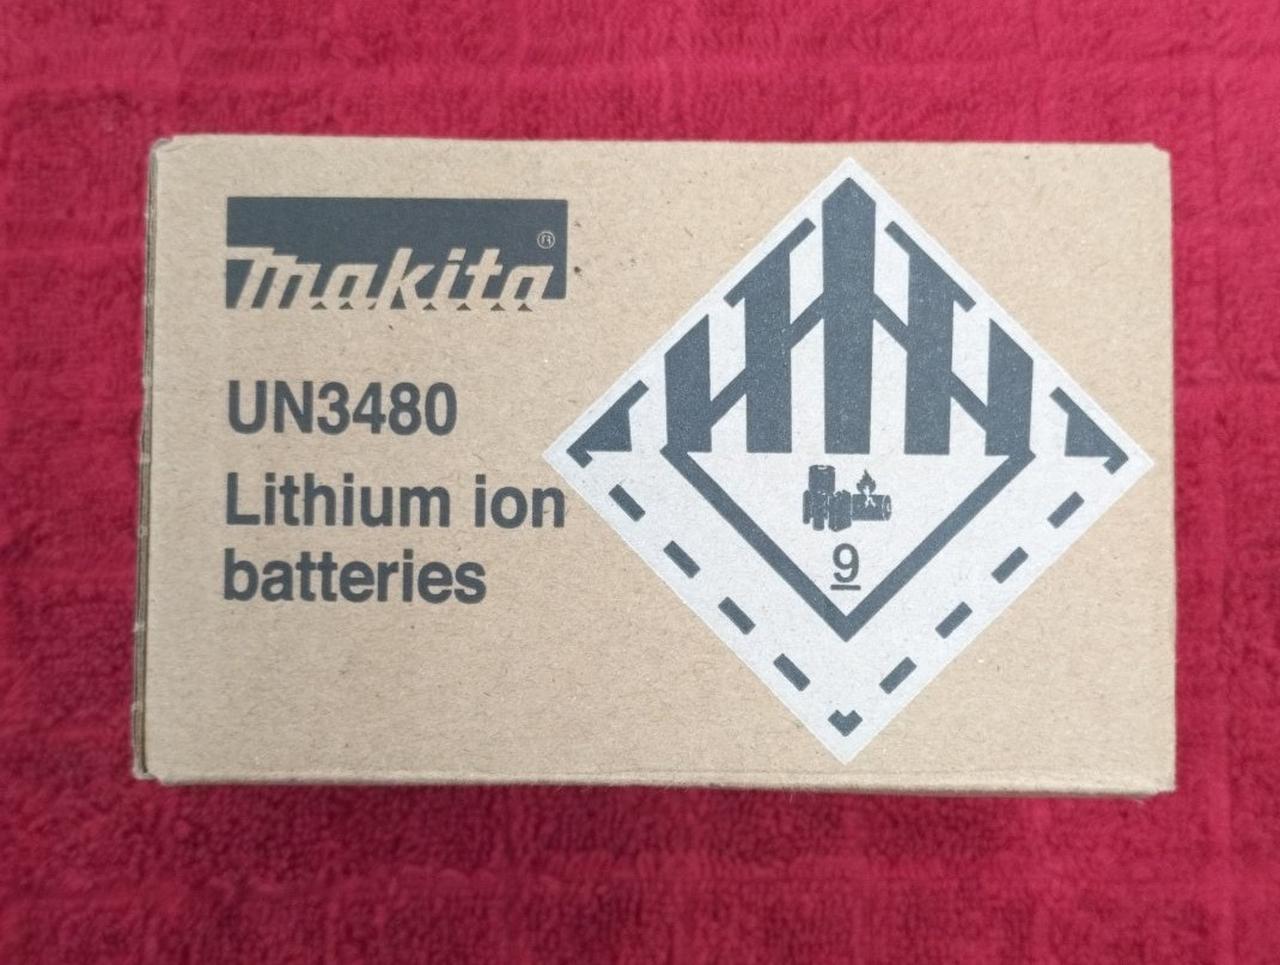 makita®
UN3480
Lithium ion
batteries
9